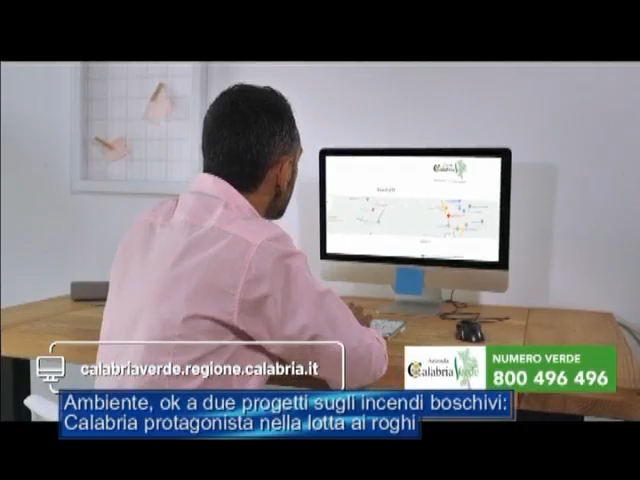 Calabria
calabriaverde.regione.calabria.it
Azienda
Calabria Verde
NUMERO VERDE
800 496 496
Ambiente, ok a due progetti sugli incendi boschivi:
Calabria protagonista nella lotta ai roghi